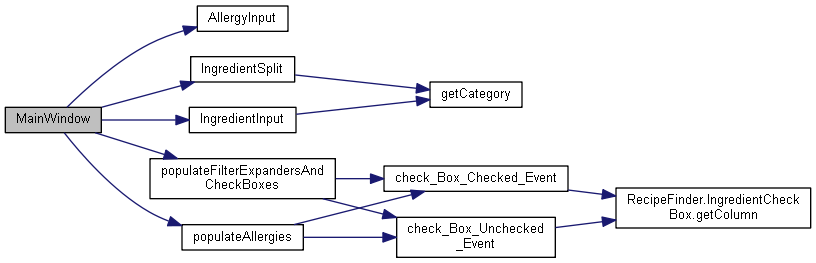 AllergyInput
IngredientSplit
getCategory
MainWindow
IngredientInput
populateFilterExpandersAnd
CheckBoxes
check_Box_Checked_Event
RecipeFinder.IngredientCheck
Box.getColumn
populateAllergies
check_Box_Unchecked
_Event